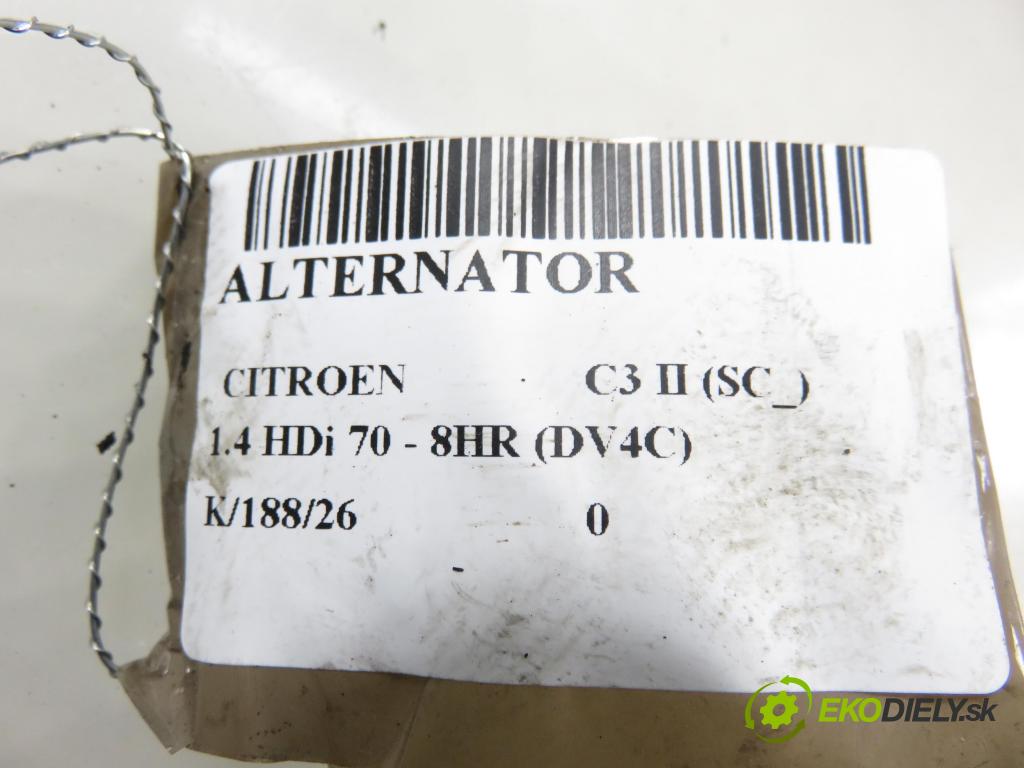 ALTERNATOR
CITROEN C3 II (SC_)
1.4 HDi 70 - 8HR (DV4C)
K/188/26 0
EKODIELY.sk